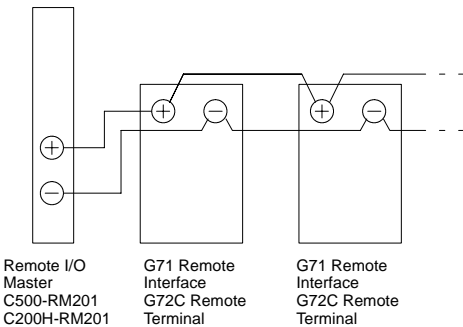 + − + −
+
−
Remote I/O
Master
C500-RM201
C200H-RM201
G71 Remote
Interface
G72C Remote
Terminal
G71 Remote
Interface
G72C Remote
Terminal